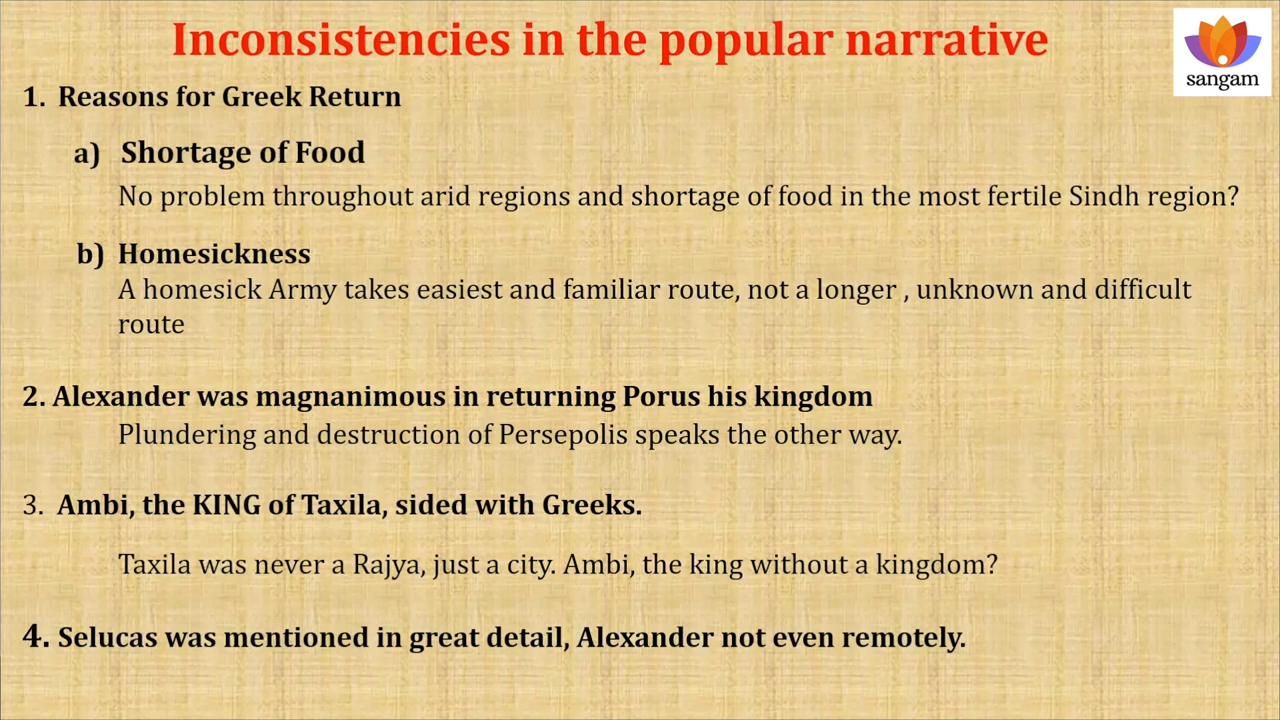 Inconsistencies in the popular narrative
sangam
1. Reasons for Greek Return
a) Shortage of Food
No problem throughout arid regions and shortage of food in the most fertile Sindh region?
b) Homesickness
A homesick Army takes easiest and familiar route, not a longer , unknown and difficult
route
2. Alexander was magnanimous in returning Porus his kingdom
Plundering and destruction of Persepolis speaks the other way.
3. Ambi, the KING of Taxila, sided with Greeks.
Taxila was never a Rajya, just a city. Ambi, the king without a kingdom?
4. Selucas was mentioned in great detail, Alexander not even remotely.